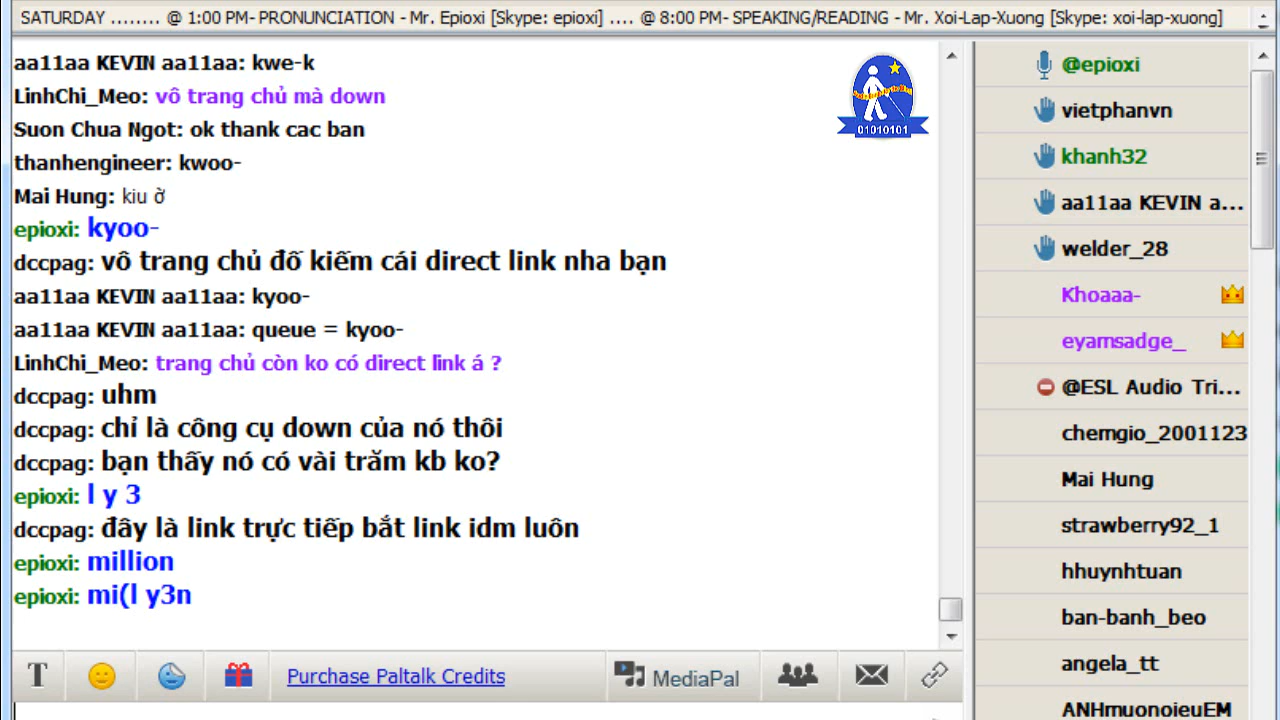 SATURDAY ........ @ 1:00 PM- PRONUNCIATION - Mr. Epioxi [Skype: epioxi] .... @ 8:00 PM- SPEAKING/READING - Mr. Xoi-Lap-Xuong [Skype: xoi-lap-xuong]
aa11aa KEVIN aa11aa: kwe-k
LinhChi_Meo: vô trang chủ mà down
Suon Chua Ngot: ok thank cac ban
thanhengineer: kwoo-
Mai Hung: kiu ờ
epioxi: kyoo-
dccpag: vô trang chủ đố kiếm cái direct link nha bạn
aa11aa KEVIN aa11aa: kyoo-
aa11aa KEVIN aa11aa: queue = kyoo-
LinhChi_Meo: trang chủ còn ko có direct link á ?
dccpag: uhm
dccpag: chỉ là công cụ down của nó thôi
dccpag: bạn thấy nó có vài trăm kb ko?
epioxi: l y 3
dccpag: đây là link trực tiếp bắt link idm luôn
epioxi: million
epioxi: mi(l y3n
01010101
T
Purchase Paltalk Credits
MediaPal
@epioxi
vietphanvn
khanh32
aa11aa KEVIN a...
welder_28
Khoaaa-
eyamsadge_
@ESL Audio Tri...
chemgio_2001123
Mai Hung
strawberry92_1
hhuynhtuan
ban-banh_beo
angela_tt
ANHmuonoieuEM